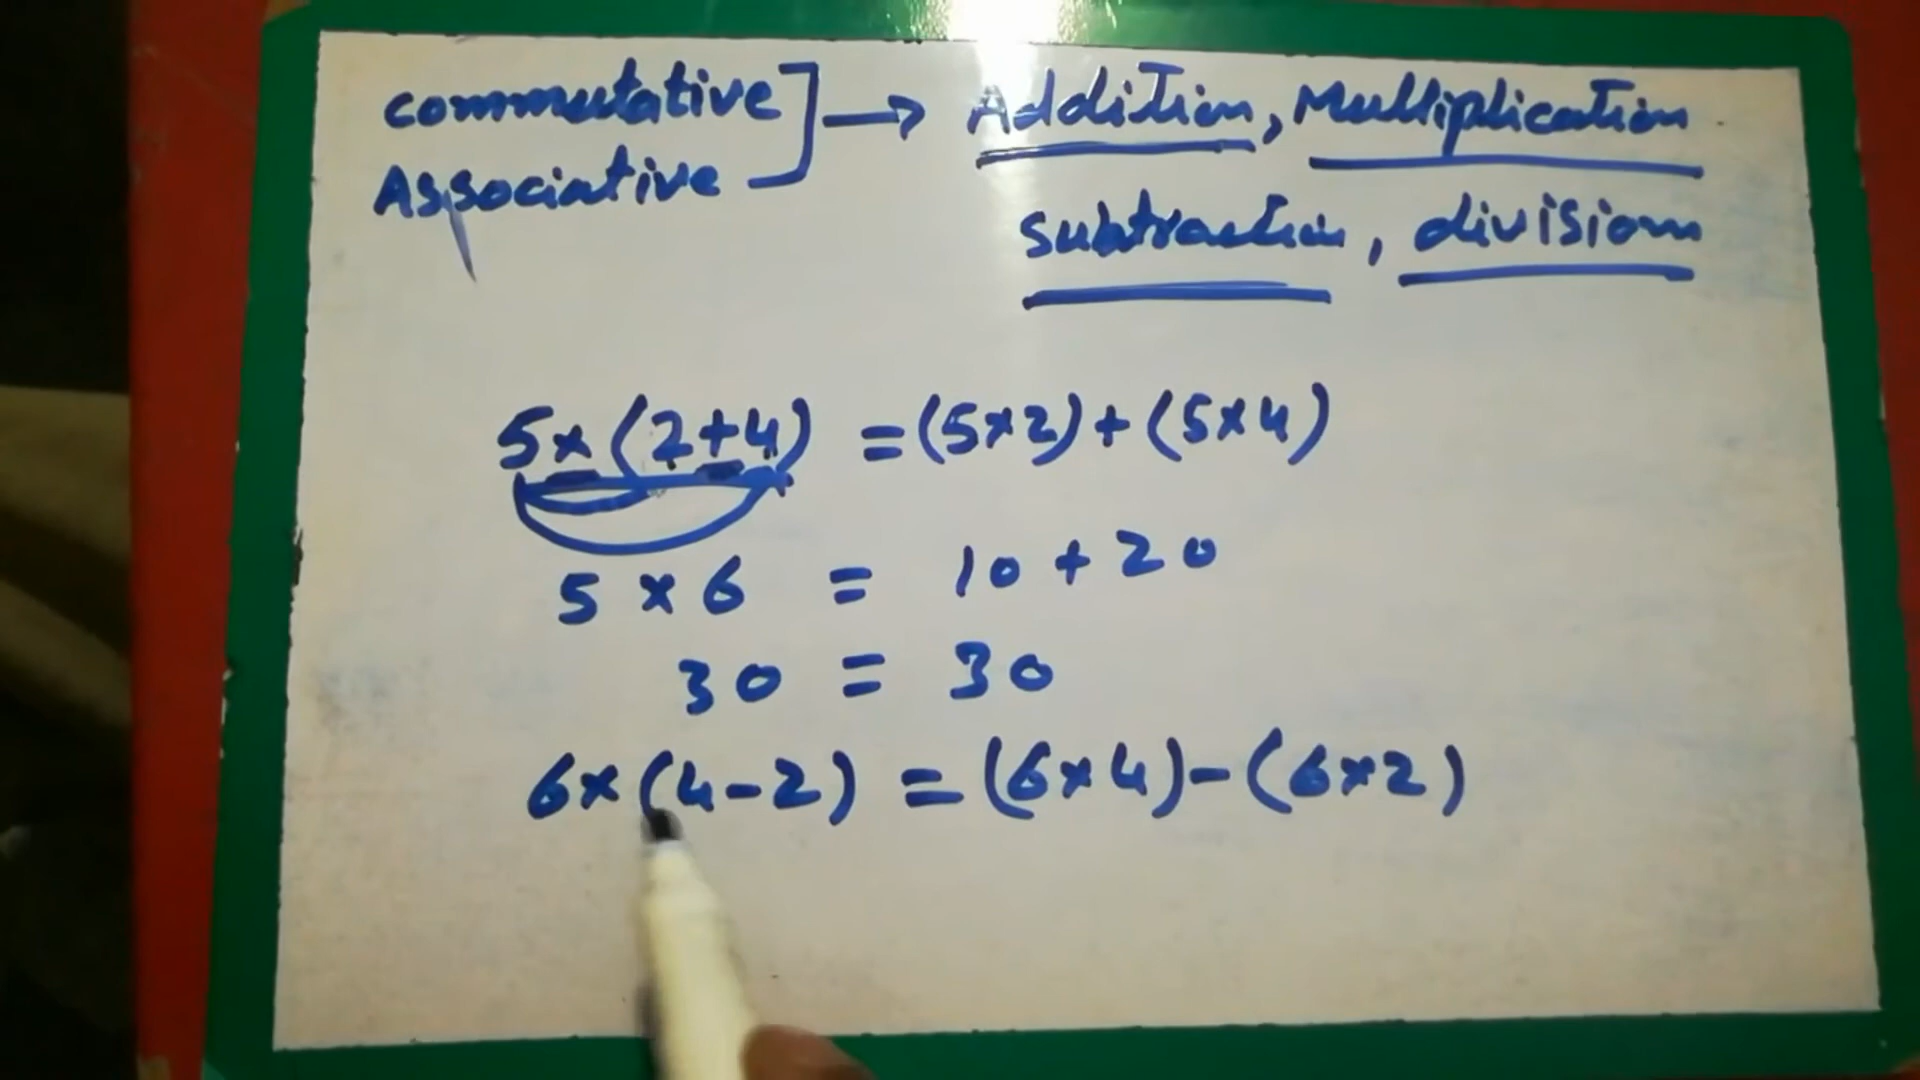 commutative] → Addition, Multiplication
Associative
subtraction, division
5×(2+4) = (5×2)+(5×4)
5 × 6 = 10 + 20
30 = 30
6×(4-2) = (6×4)-(6×2)